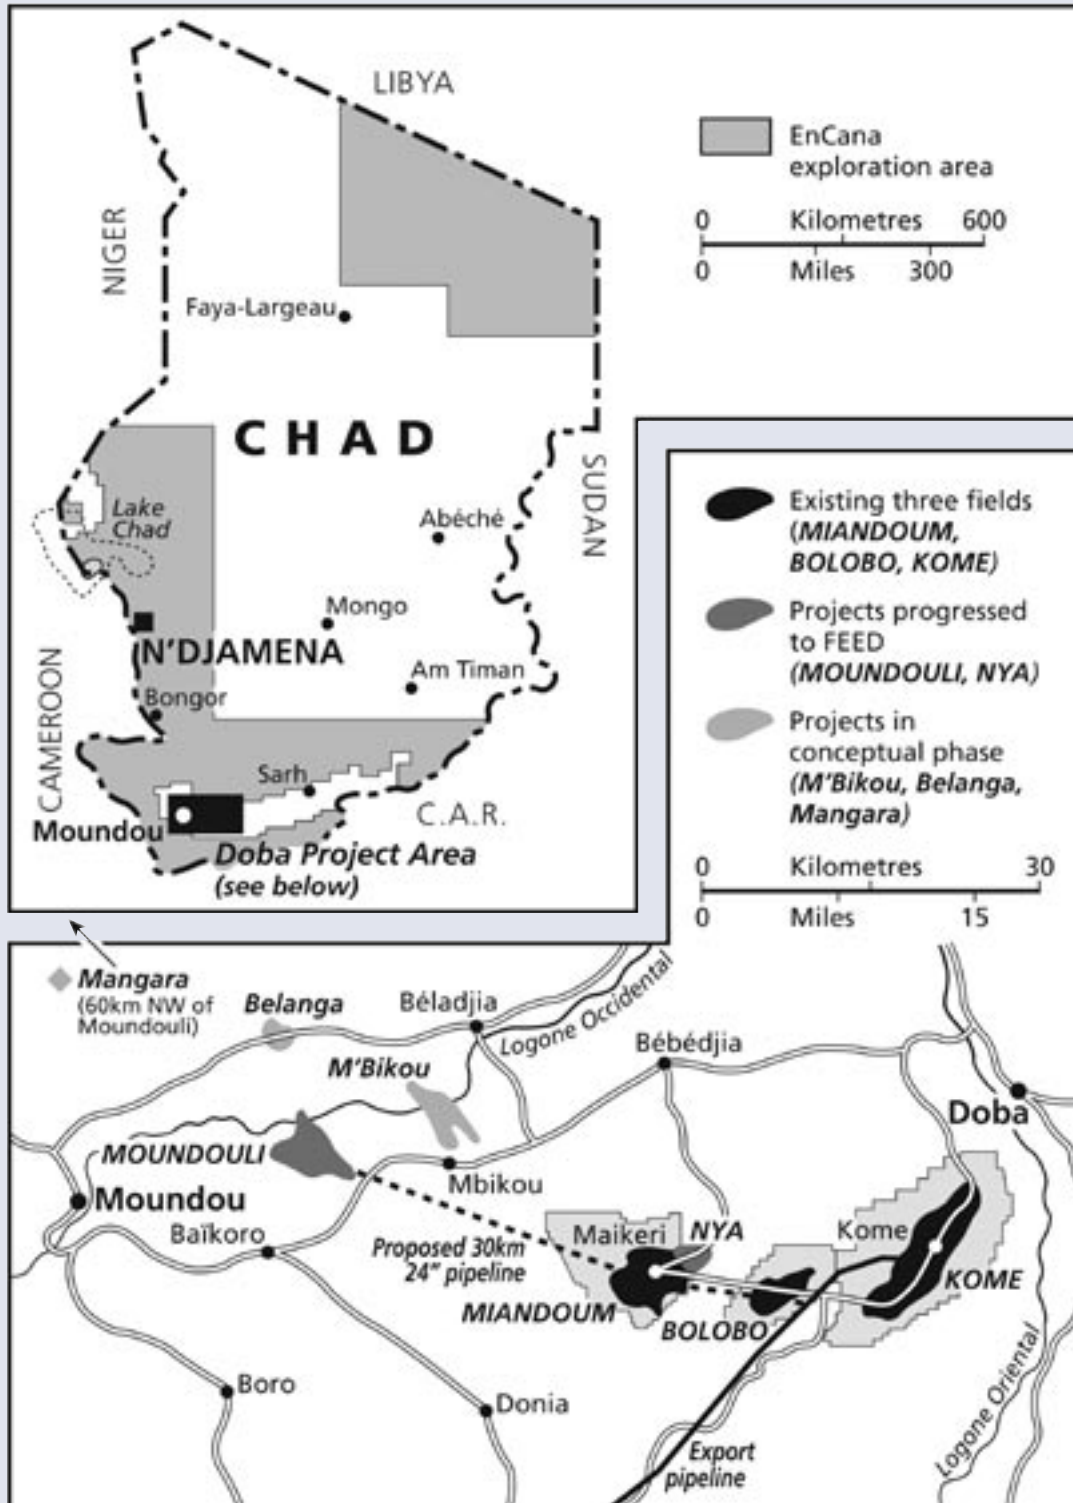 LIBYA
EnCana
exploration area
0 Kilometres 600
0 Miles 300
NIGER
Faya-Largeau
CHAD
SUDAN
Lake
Chad
Abéché
Mongo
N'DJAMENA
Am Timan
CAMEROON
Bongor
Sarh
Moundou
C.A.R.
Doba Project Area
(see below)
Existing three fields
(MIANDOUM,
BOLOBO, KOME)
Projects progressed
to FEED
(MOUNDOULI, NYA)
Projects in
conceptual phase
(M'Bikou, Belanga,
Mangara)
0 Kilometres 30
0 Miles 15
Mangara
(60km NW of
Moundouli)
Belanga
Béladjia
Logone Occidental
Bébédjia
M'Bikou
Doba
MOUNDOULI
Mbikou
Moundou
Baïkoro
Maikeri
NYA
Kome
Proposed 30km
24" pipeline
MIANDOUM
KOME
BOLOBO
Boro
Donia
Logone Oriental
Export
pipeline